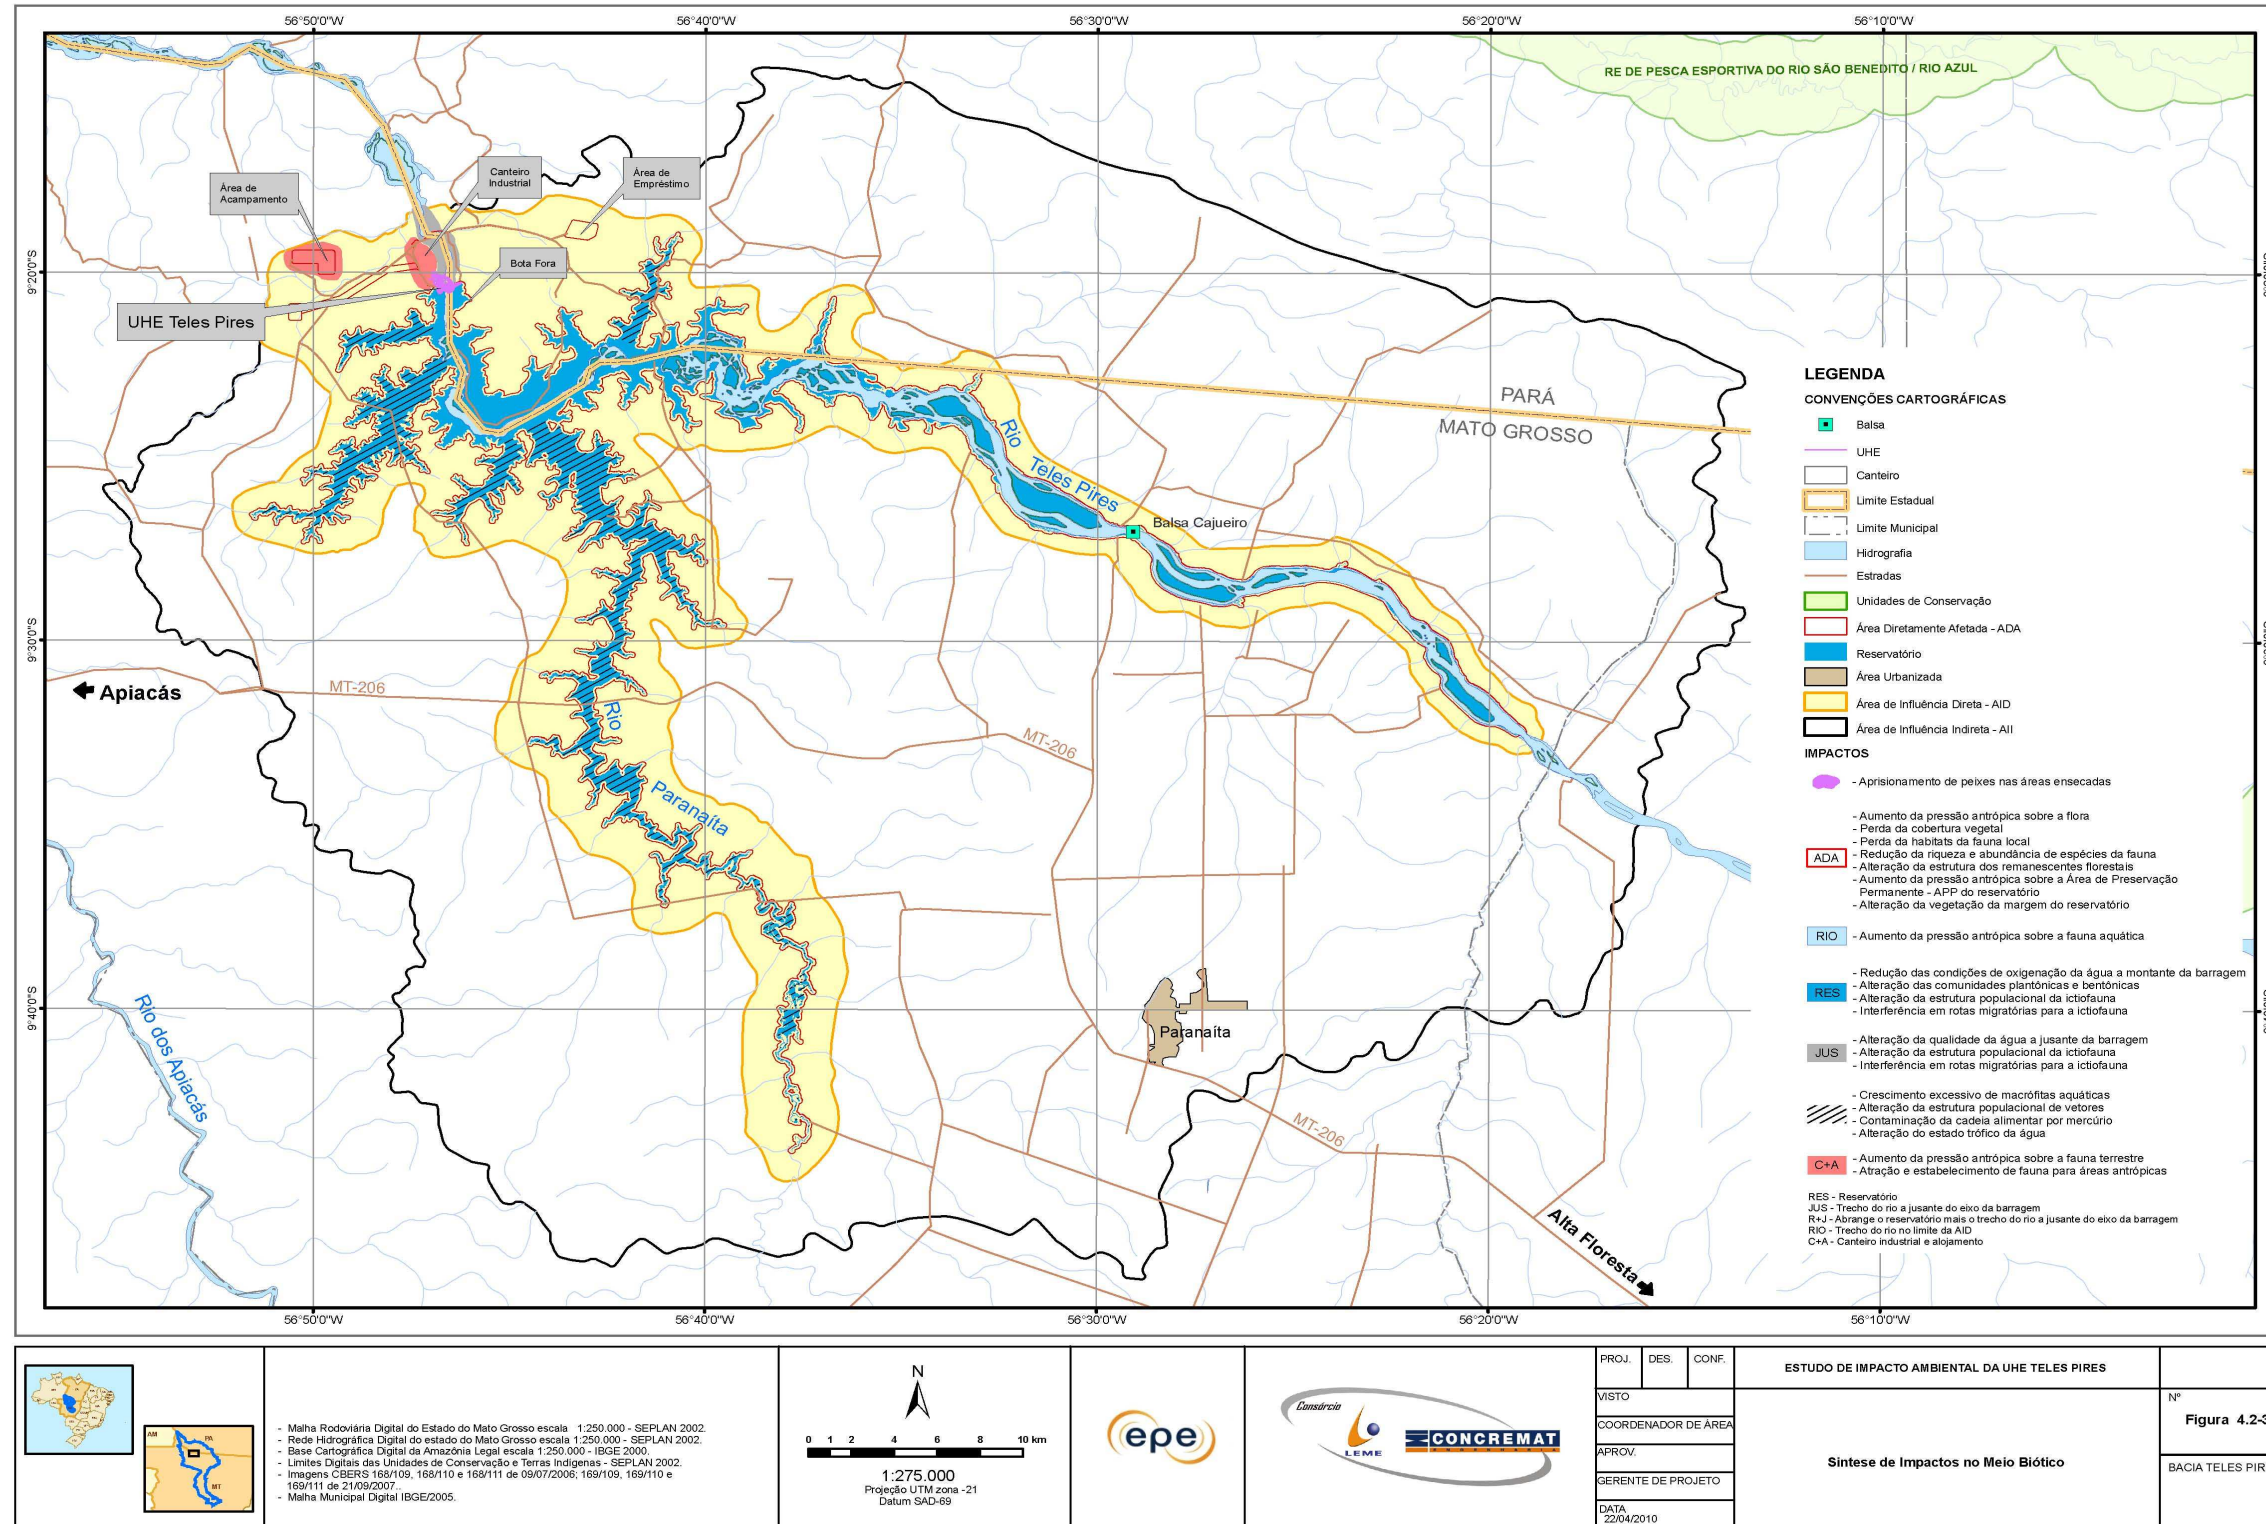 56°50'0"W
56°40'0"W
56°30'0"W
56°20'0"W
56°10'0"W
RE DE PESCA ESPORTIVA DO RIO SÃO BENEDITO / RIO AZUL
Canteiro
Industrial
Área de
Empréstimo
Área de
Acampamento
Bota Fora
9°20'0"S
UHE Teles Pires
PARÁ
MATO GROSSO
Rio
Teles Pires
Balsa Cajueiro
9°30'0"S
Apiacás
MT-206
Rio
MT-206
Paranaíta
9°40'0"S
Rio dos Apiacás
Paranaíta
MT-206
Alta Floresta
LEGENDA
CONVENÇÕES CARTOGRÁFICAS
Balsa
UHE
Canteiro
Limite Estadual
Limite Municipal
Hidrografia
Estradas
Unidades de Conservação
Área Diretamente Afetada - ADA
Reservatório
Área Urbanizada
Área de Influência Direta - AID
Área de Influência Indireta - AII
IMPACTOS
- Aprisionamento de peixes nas áreas ensecadas
- Aumento da pressão antrópica sobre a flora
- Perda da cobertura vegetal
- Perda da habitats da fauna local
ADA - Redução da riqueza e abundância de espécies da fauna
- Alteração da estrutura dos remanescentes florestais
- Aumento da pressão antrópica sobre a Área de Preservação
Permanente - APP do reservatório
- Alteração da vegetação da margem do reservatório
RIO - Aumento da pressão antrópica sobre a fauna aquática
- Redução das condições de oxigenação da água a montante da barragem
RES - Alteração das comunidades plantônicas e bentônicas
- Alteração da estrutura populacional da ictiofauna
- Interferência em rotas migratórias para a ictiofauna
- Alteração da qualidade da água a jusante da barragem
JUS - Alteração da estrutura populacional da ictiofauna
- Interferência em rotas migratórias para a ictiofauna
- Crescimento excessivo de macrófitas aquáticas
- Alteração da estrutura populacional de vetores
- Contaminação da cadeia alimentar por mercúrio
- Alteração do estado trófico da água
C+A - Aumento da pressão antrópica sobre a fauna terrestre
- Atração e estabelecimento de fauna para áreas antrópicas
RES - Reservatório
JUS - Trecho do rio a jusante do eixo da barragem
R+J - Abrange o reservatório mais o trecho do rio a jusante do eixo da barragem
RIO - Trecho do rio no limite da AID
C+A - Canteiro industrial e alojamento
56°50'0"W
56°40'0"W
56°30'0"W
56°20'0"W
56°10'0"W
AM
PA
MT
- Malha Rodoviária Digital do Estado do Mato Grosso escala 1:250.000 - SEPLAN 2002.
- Rede Hidrográfica Digital do estado do Mato Grosso escala 1:250.000 - SEPLAN 2002.
- Base Cartográfica Digital da Amazônia Legal escala 1:250.000 - IBGE 2000.
- Limites Digitais das Unidades de Conservação e Terras Indígenas - SEPLAN 2002.
- Imagens CBERS 168/109, 168/110 e 168/111 de 09/07/2006; 169/109, 169/110 e
169/111 de 21/09/2007..
- Malha Municipal Digital IBGE/2005.
N
0 1 2 4 6 8 10 km
1:275.000
Projeção UTM zona -21
Datum SAD-69
epe
Consórcio
LEME
CONCREMAT
PROJ. DES. CONF.
VISTO
COORDENADOR DE ÁREA
APROV.
GERENTE DE PROJETO
DATA
22/04/2010
ESTUDO DE IMPACTO AMBIENTAL DA UHE TELES PIRES
Síntese de Impactos no Meio Biótico
Nº
Figura 4.2-3
BACIA TELES PIR